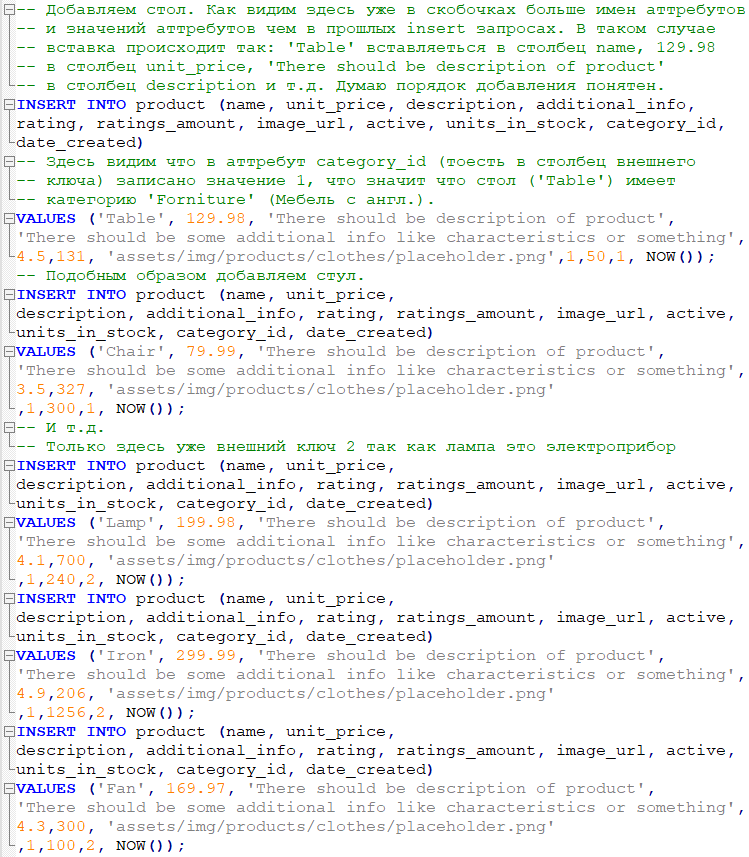 -- Добавляем стол. Как видим здесь уже в скобочках больше имен аттребутов
-- и значений аттребутов чем в прошлых insert запросах. В таком случае
-- вставка происходит так: 'Table' вставляеться в столбец name, 129.98
-- в столбец unit_price, 'There should be description of product'
-- в столбец description и т.д. Думаю порядок добавления понятен.
INSERT INTO product (name, unit_price, description, additional_info,
rating, ratings_amount, image_url, active, units_in_stock, category_id,
date_created)
-- Здесь видим что в аттребут category_id (тоесть в столбец внешнего
-- ключа) записано значение 1, что значит что стол ('Table') имеет
-- категорию 'Forniture' (Мебель с англ.).
VALUES ('Table', 129.98, 'There should be description of product',
'There should be some additional info like characteristics or something',
4.5,131, 'assets/img/products/clothes/placeholder.png',1,50,1, NOW());
-- Подобным образом добавляем стул.
INSERT INTO product (name, unit_price,
description, additional_info, rating, ratings_amount, image_url, active,
units_in_stock, category_id, date_created)
VALUES ('Chair', 79.99, 'There should be description of product',
'There should be some additional info like characteristics or something',
3.5,327, 'assets/img/products/clothes/placeholder.png'
,1,300,1, NOW());
-- И т.д.
-- Только здесь уже внешний ключ 2 так как лампа это электроприбор
INSERT INTO product (name, unit_price,
description, additional_info, rating, ratings_amount, image_url, active,
units_in_stock, category_id, date_created)
VALUES ('Lamp', 199.98, 'There should be description of product',
'There should be some additional info like characteristics or something',
4.1,700, 'assets/img/products/clothes/placeholder.png'
,1,240,2, NOW());
INSERT INTO product (name, unit_price,
description, additional_info, rating, ratings_amount, image_url, active,
units_in_stock, category_id, date_created)
VALUES ('Iron', 299.99, 'There should be description of product',
'There should be some additional info like characteristics or something',
4.9,206, 'assets/img/products/clothes/placeholder.png'
,1,1256,2, NOW());
INSERT INTO product (name, unit_price,
description, additional_info, rating, ratings_amount, image_url, active,
units_in_stock, category_id, date_created)
VALUES ('Fan', 169.97, 'There should be description of product',
'There should be some additional info like characteristics or something',
4.3,300, 'assets/img/products/clothes/placeholder.png'
,1,100,2, NOW());